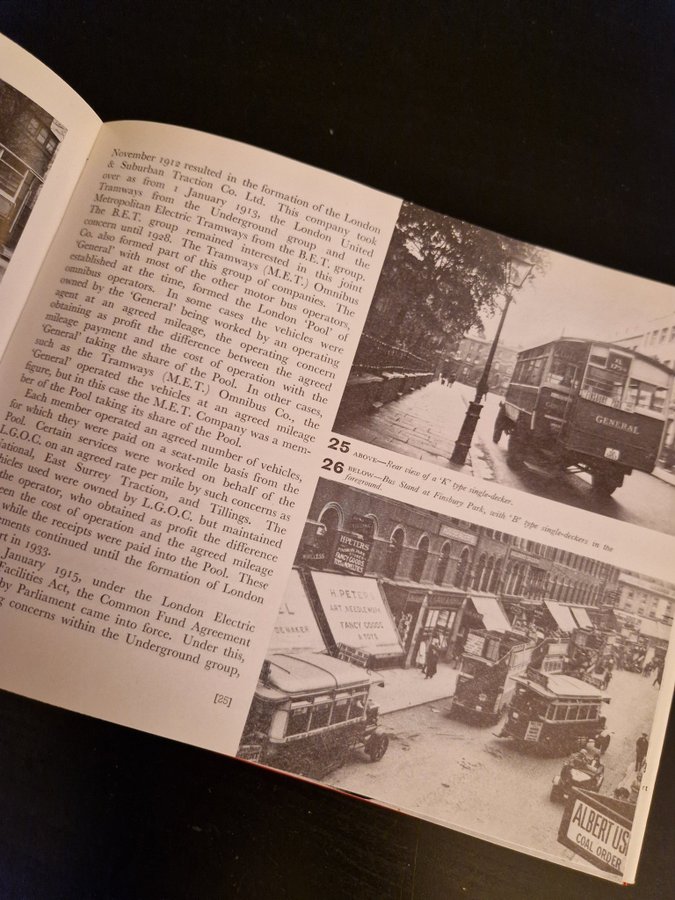 November 1912 resulted in the formation of the London
& Suburban Traction Co. Ltd. This company took
over as from 1 January 1913, the London United
Tramways from the Underground group and the
Metropolitan Electric Tramways from the B.E.T. group.
The B.E.T. group remained interested in this joint
concern until 1928. The Tramways (M.E.T.) Omnibus
Co. also formed part of this group of companies. The
'General' with most of the other motor bus operators,
established at the time, formed the London 'Pool' of
omnibus operators. In some cases the vehicles were
owned by the 'General' being worked by an operating
agent at an agreed mileage, the operating concern
obtaining as profit the difference between the agreed
mileage payment and the cost of operation with the
'General' taking the share of the Pool. In other cases,
such as the Tramways (M.E.T.) Omnibus Co., the
'General' operated the vehicles at an agreed mileage
figure, but in this case the M.E.T. Company was a mem-
ber of the Pool taking its share of the Pool.
Each member operated an agreed number of vehicles,
for which they were paid on a seat-mile basis from the
Pool. Certain services were worked on behalf of the
L.G.O.C. on an agreed rate per mile by such concerns as
National, East Surrey Traction, and Tillings. The
vehicles used were owned by L.G.O.C. but maintained
the operator, who obtained as profit the difference
een the cost of operation and the agreed mileage
while the receipts were paid into the Pool. These
ements continued until the formation of London
rt in 1933.
January 1915, under the London Electric
Facilities Act, the Common Fund Agreement
by Parliament came into force. Under this,
g concerns within the Underground group,
[25]
GENERAL
25 ABOVE—Rear view of a 'K' type single-decker.
26 BELOW—Bus Stand at Finsbury Park, with 'B' type single-deckers in the
foreground.
H. PETERS
FANCY GOODS
H. PETERS
ART NEEDLEWORK
FANCY GOODS
& TOYS
EMAKER
ALBERT US
COAL ORDER